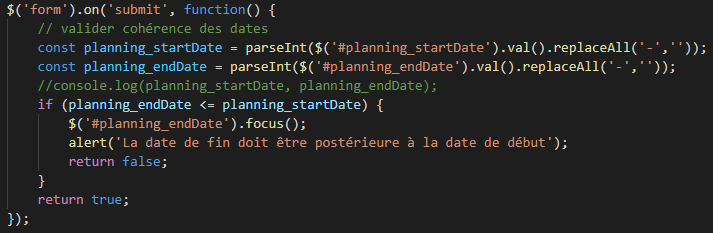 $('form').on('submit', function() {
// valider cohérence des dates
const planning_startDate = parseInt($('#planning_startDate').val().replaceAll('-',''));
const planning_endDate = parseInt($('#planning_endDate').val().replaceAll('-',''));
//console.log(planning_startDate, planning_endDate);
if (planning_endDate <= planning_startDate) {
$('#planning_endDate').focus();
alert('La date de fin doit être postérieure à la date de début');
return false;
}
return true;
});